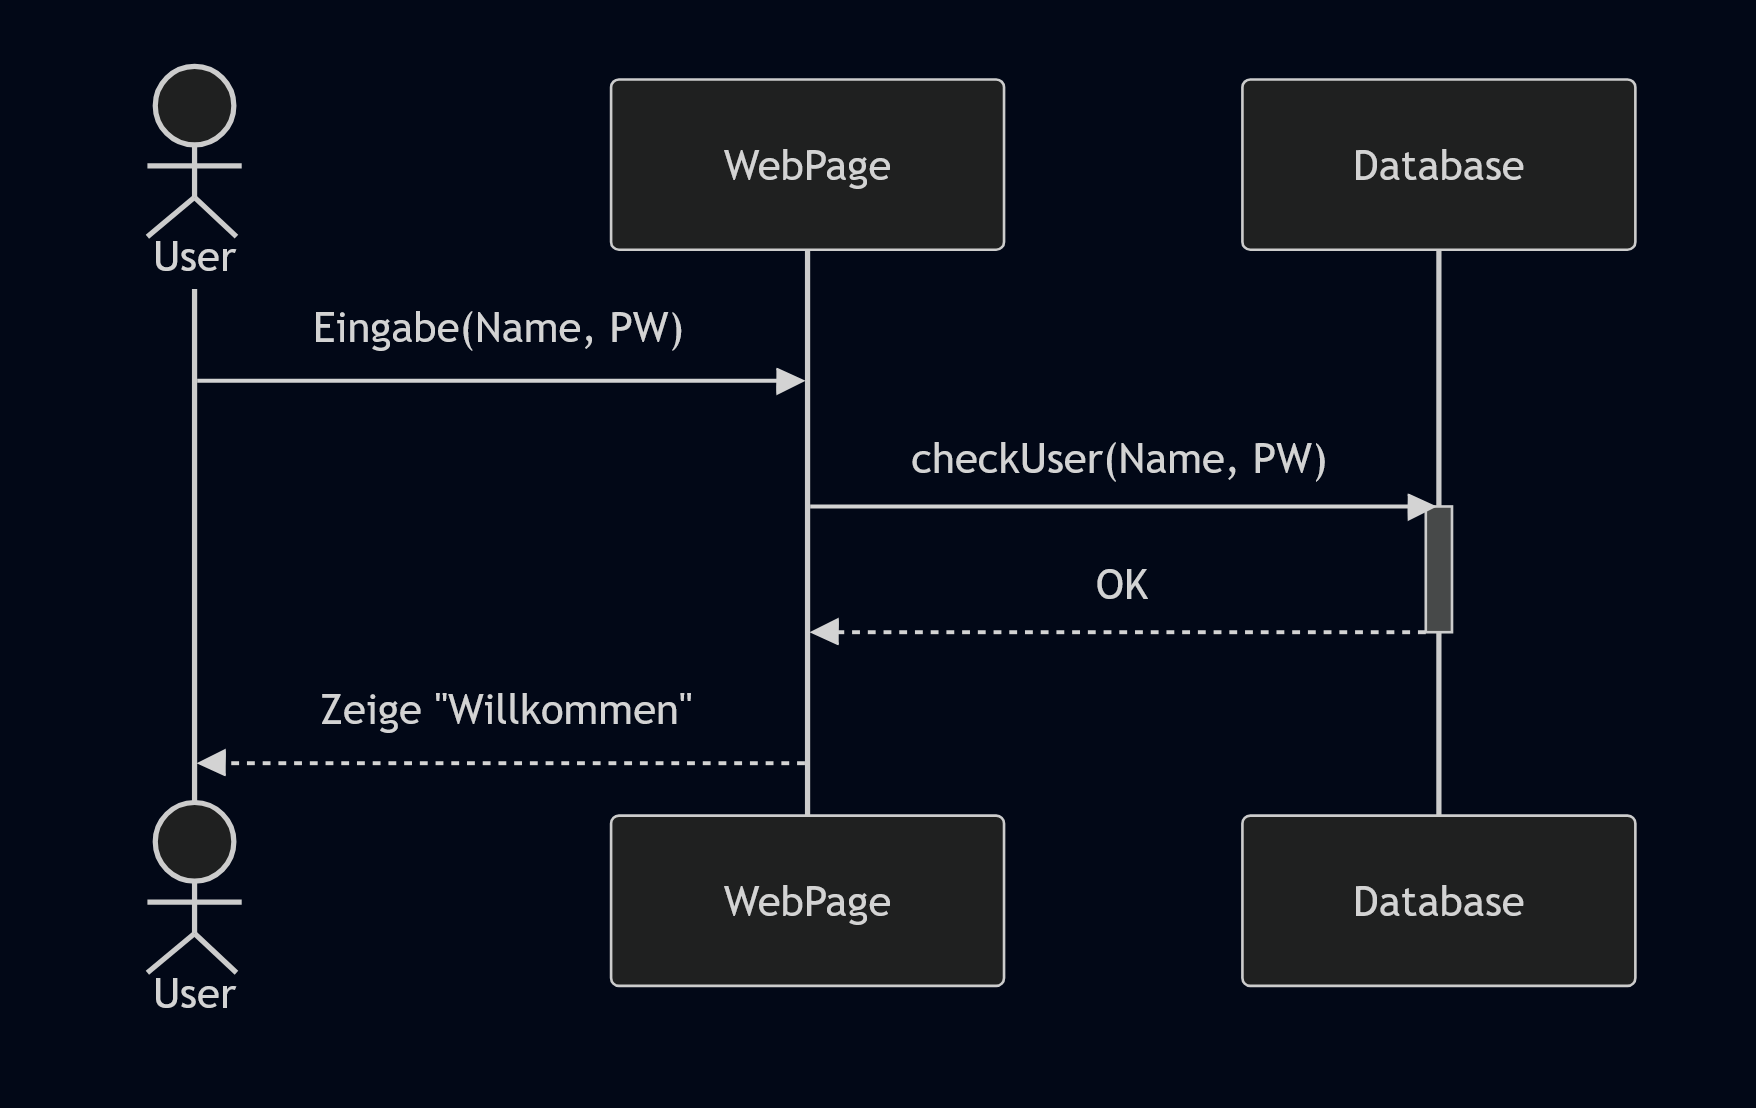 User
WebPage
Database
Eingabe(Name, PW)
checkUser(Name, PW)
OK
Zeige "Willkommen"
User
WebPage
Database